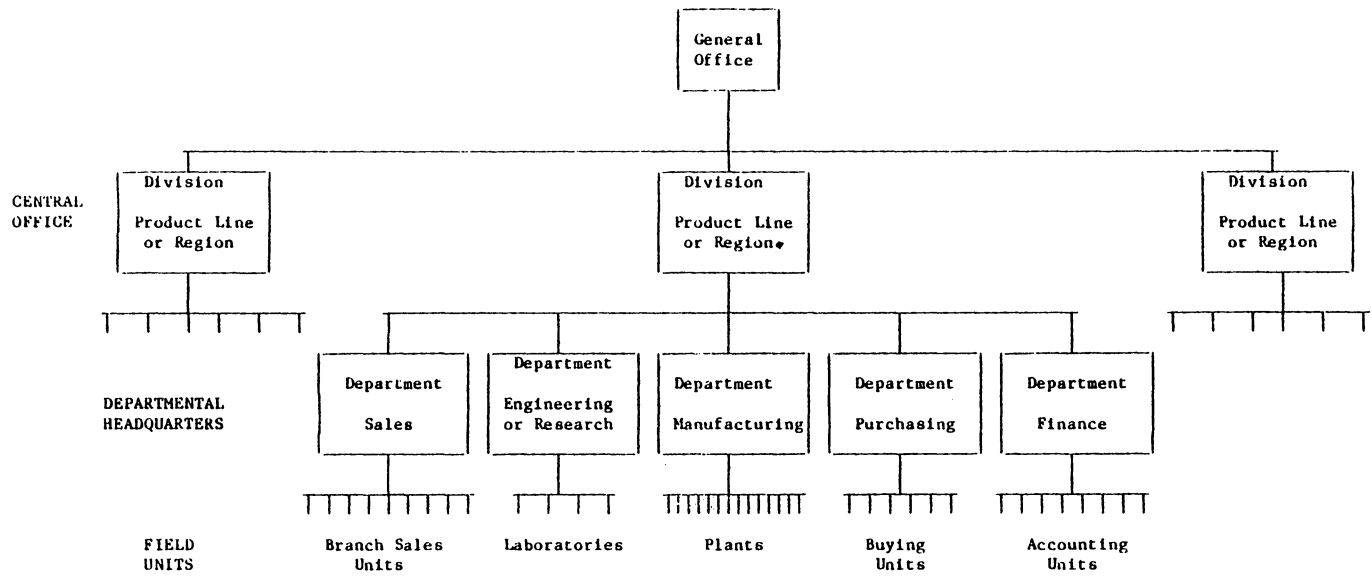 General
Office
CENTRAL
OFFICE
Division
Product Line
or Region
Division
Product Line
or Region.
Division
Product Line
or Region
DEPARTMENTAL
HEADQUARTERS
Department
Sales
Department
Engineering
or Research
Department
Manufacturing
Department
Purchasing
Department
Finance
FIELD
UNITS
Branch Sales
Units
Laboratories
Plants
Buying
Units
Accounting
Units